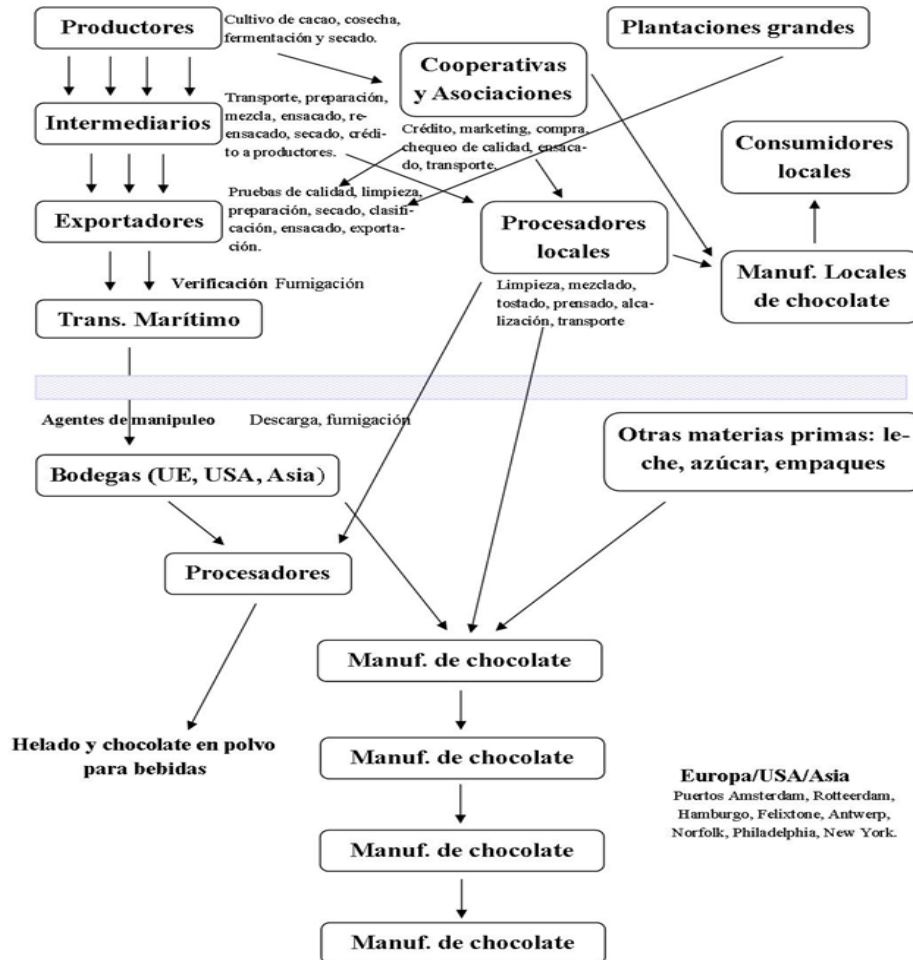 Productores
Cultivo de cacao, cosecha,
fermentación y secado.
Plantaciones grandes
Cooperativas
y Asociaciones
Intermediarios
Transporte, preparación,
mezcla, ensacado, re-
ensacado, secado, crédi-
to a productores.
Crédito, marketing, compra,
chequeo de calidad, ensaca-
do, transporte.
Consumidores
locales
Exportadores
Pruebas de calidad, limpieza,
preparación, secado, clasifi-
cación, ensacado, exporta-
ción.
Procesadores
locales
Manuf. Locales
de chocolate
Verificación Fumigación
Limpieza, mezclado,
tostado, prensado, alca-
lización, transporte
Trans. Marítimo
Agentes de manipuleo
Descarga, fumigación
Otras materias primas: le-
che, azúcar, empaques
Bodegas (UE, USA, Asia)
Procesadores
Manuf. de chocolate
Helado y chocolate en polvo
para bebidas
Manuf. de chocolate
Europa/USA/Asia
Puertos Amsterdam, Rotteerdam,
Hamburgo, Felixtone, Antwerp,
Norfolk, Philadelphia, New York.
Manuf. de chocolate
Manuf. de chocolate